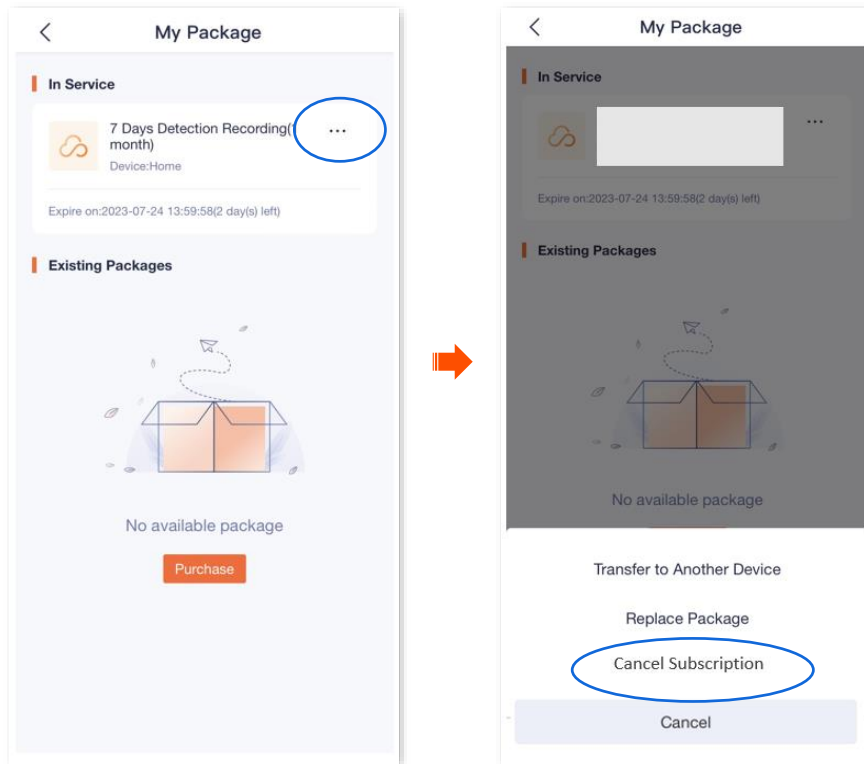 My Package
In Service
7 Days Detection Recording(
month)
Device:Home
Expire on:2023-07-24 13:59:58(2 day(s) left)
Existing Packages
No available package
Purchase
My Package
In Service
Expire on:2023-07-24 13:59:58(2 day(s) left)
Existing Packages
No available package
Transfer to Another Device
Replace Package
Cancel Subscription
Cancel